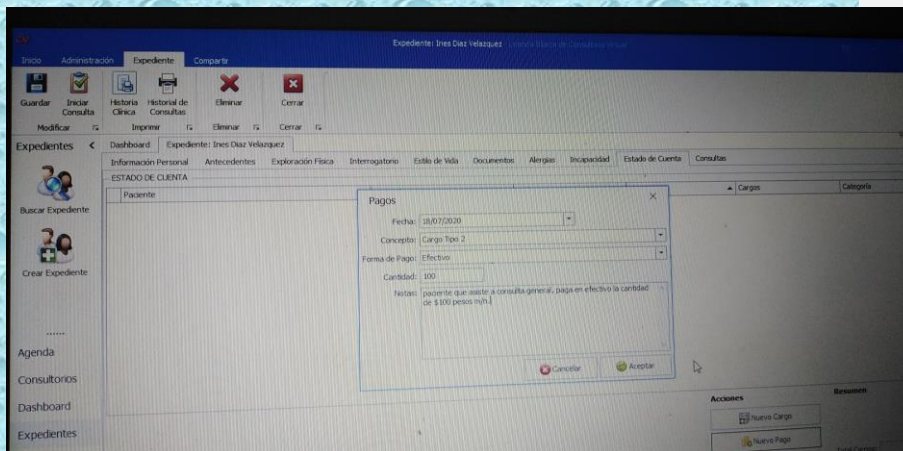 Expediente: Ines Diaz Velazquez
Inicio Administración Expediente Compartir
Guardar Iniciar Consulta Historia Clínica Historial de Consultas Eliminar Cerrar
Modificar Imprimir Eliminar Cerrar
Expedientes Dashboard Expediente: Ines Diaz Velazquez
Información Personal Antecedentes Exploración Física Interrogatorio Estilo de Vida Documentos Alergias Incapacidad Estado de Cuenta Consultas
ESTADO DE CUENTA
Paciente Cargos Categoría
Pagos
Buscar Expediente
Fecha: 18/07/2020
Concepto: Cargo Tipo 2
Forma de Pago: Efectivo
Crear Expediente
Cantidad: 100
Notas: paciente que asiste a consulta general, paga en efectivo la cantidad
de $100 pesos m/n.
Agenda
Cancelar Aceptar
Consultorios
Dashboard
Acciones Resumen
Nuevo Cargo
Expedientes
Nuevo Pago